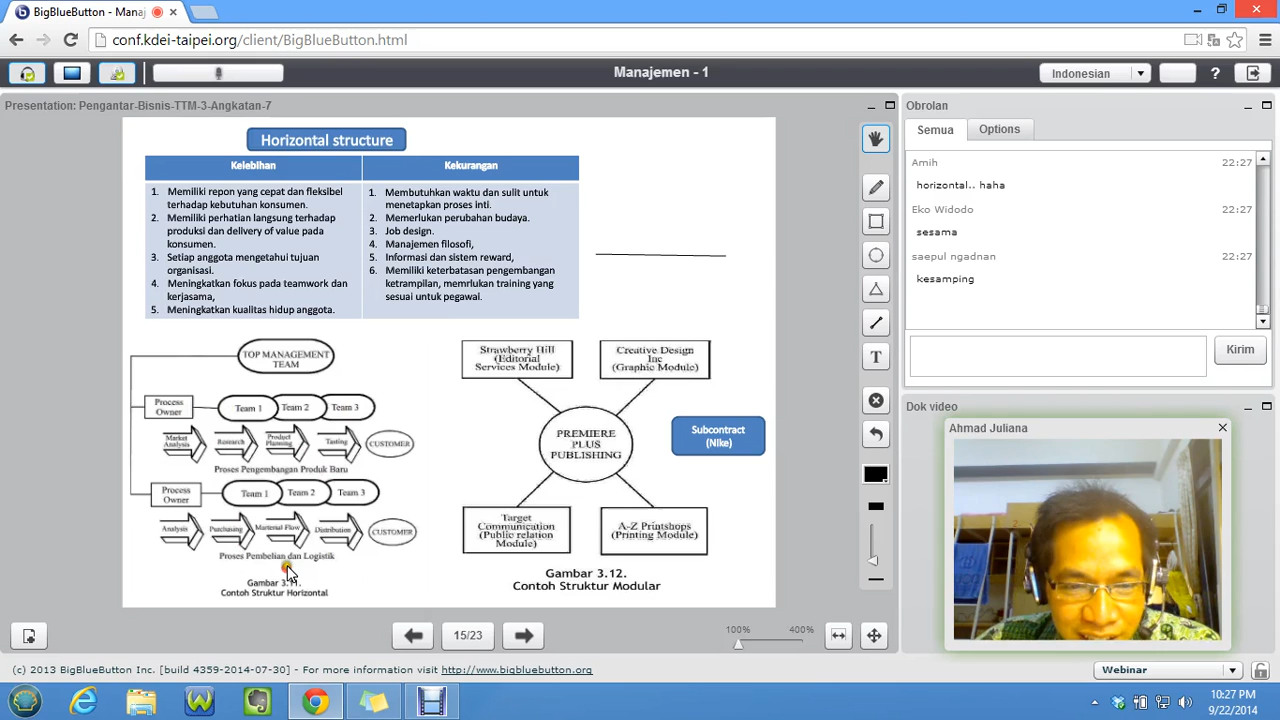 BigBlueButton - Manaj
conf.kdei-taipei.org/client/BigBlueButton.html
Manajemen - 1
Indonesian
?
Presentation: Pengantar-Bisnis-TTM-3-Angkatan-7
Horizontal structure
Kelebihan
Kekurangan
1. Memiliki repon yang cepat dan fleksibel
terhadap kebutuhan konsumen.
2. Memiliki perhatian langsung terhadap
produksi dan delivery of value pada
konsumen.
3. Setiap anggota mengetahui tujuan
organisasi.
4. Meningkatkan fokus pada teamwork dan
kerjasama,
5. Meningkatkan kualitas hidup anggota.
1. Membutuhkan waktu dan sulit untuk
menetapkan proses inti.
2. Memerlukan perubahan budaya.
3. Job design.
4. Manajemen filosofi,
5. Informasi dan sistem reward,
6. Memiliki keterbatasan pengembangan
ketrampilan, memrlukan training yang
sesuai untuk pegawai.
TOP MANAGEMENT
TEAM
Process
Owner
Team 1
Team 2
Team 3
Market
Analysis
Research
Product
Planning
Tasting
CUSTOMER
Proses Pengembangan Produk Baru
Process
Owner
Team 1
Team 2
Team 3
Analysis
Purchasing
Material Flow
Distribution
CUSTOMER
Proses Pembelian dan Logistik
Gambar 3.11.
Contoh Struktur Horizontal
Strawberry Hill
(Editorial
Services Module)
Creative Design
Inc
(Graphic Module)
PREMIERE
PLUS
PUBLISHING
Target
Communication
(Public relation
Module)
A-Z Printshops
(Printing Module)
Gambar 3.12.
Contoh Struktur Modular
Subcontract
(Nike)
T
15/23
100%
400%
Obrolan
Semua
Options
Amih 22:27
horizontal.. haha
Eko Widodo 22:27
sesama
saepul ngadnan 22:27
kesamping
Kirim
Dok video
Ahmad Juliana
(c) 2013 BigBlueButton Inc. [build 4359-2014-07-30] - For more information visit http://www.bigbluebutton.org
Webinar
10:27 PM
9/22/2014